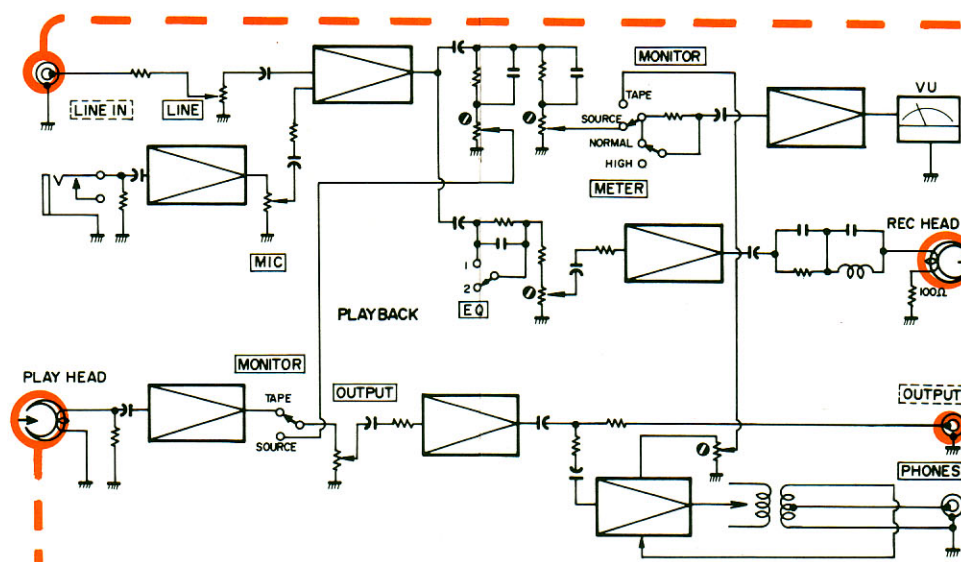 MONITOR
VU
TAPE
LINE IN
LINE
SOURCE
NORMAL
HIGH
METER
REC HEAD
MIC
1
2
EQ
100Ω
PLAYBACK
PLAY HEAD
MONITOR
TAPE
OUTPUT
OUTPUT
SOURCE
PHONES